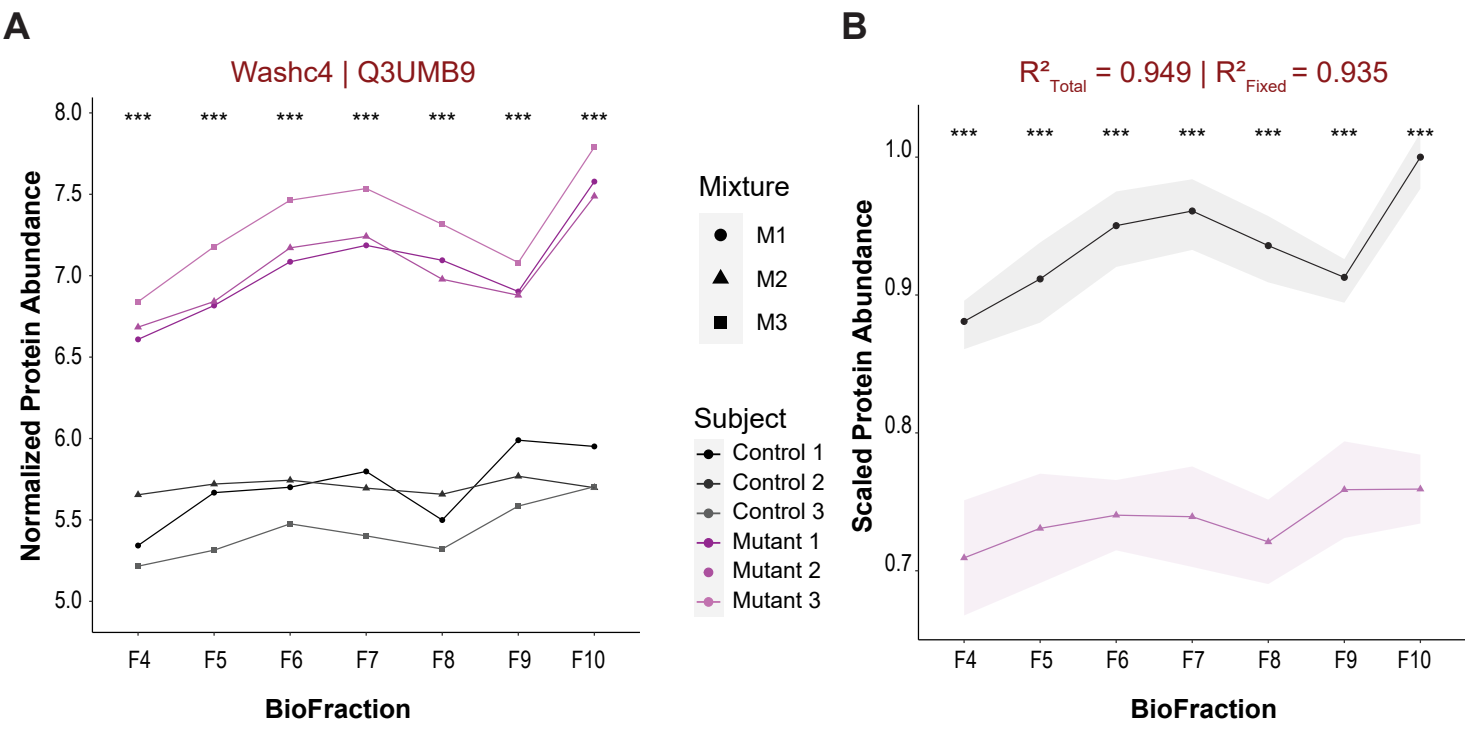 A
Washc4 | Q3UMB9
Normalized Protein Abundance
8.0
7.5
7.0
6.5
6.0
5.5
5.0
*** *** *** *** *** *** ***
F4 F5 F6 F7 F8 F9 F10
BioFraction
Mixture
M1
M2
M3
Subject
Control 1
Control 2
Control 3
Mutant 1
Mutant 2
Mutant 3
B
R²Total = 0.949 | R²Fixed = 0.935
Scaled Protein Abundance
1.0
0.9
0.8
0.7
*** *** *** *** *** *** ***
F4 F5 F6 F7 F8 F9 F10
BioFraction